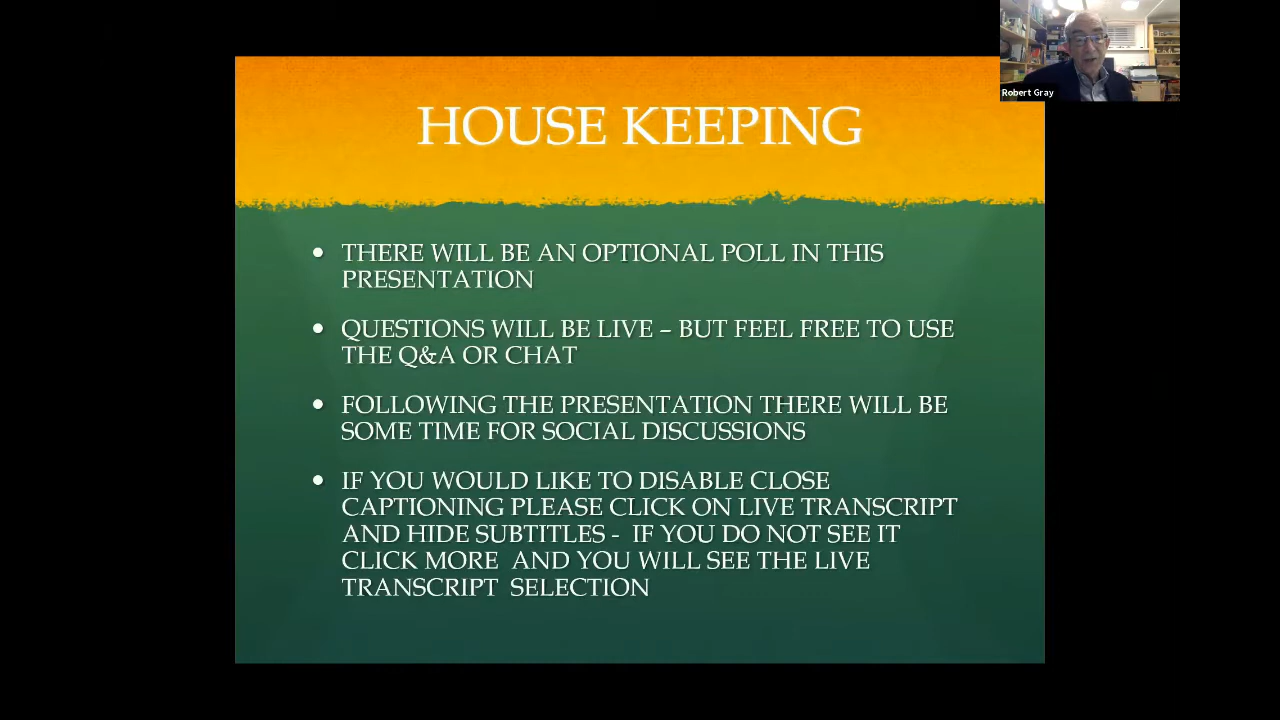 HOUSE KEEPING
Robert Gray
• THERE WILL BE AN OPTIONAL POLL IN THIS
PRESENTATION
• QUESTIONS WILL BE LIVE – BUT FEEL FREE TO USE
THE Q&A OR CHAT
• FOLLOWING THE PRESENTATION THERE WILL BE
SOME TIME FOR SOCIAL DISCUSSIONS
• IF YOU WOULD LIKE TO DISABLE CLOSE
CAPTIONING PLEASE CLICK ON LIVE TRANSCRIPT
AND HIDE SUBTITLES - IF YOU DO NOT SEE IT
CLICK MORE AND YOU WILL SEE THE LIVE
TRANSCRIPT SELECTION